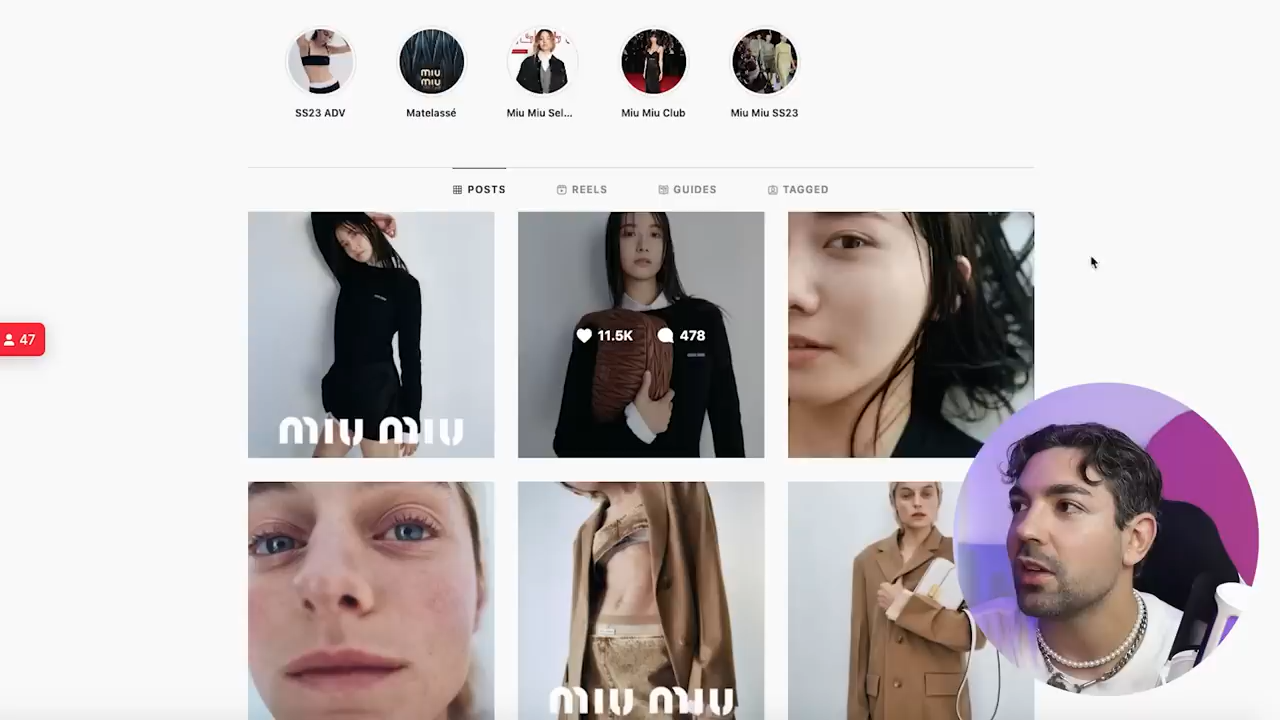 miu
miu
SS23 ADV
Matelassé
Miu Miu Sel...
Miu Miu Club
Miu Miu SS23
POSTS
REELS
GUIDES
TAGGED
47
11.5K
478
miu miu
miu miu